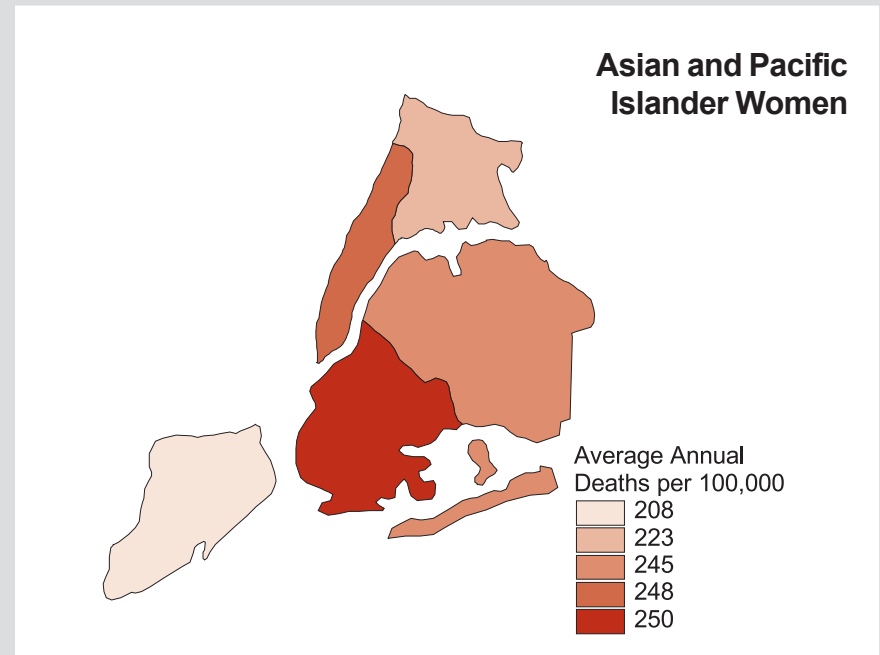 Asian and Pacific
Islander Women
Average Annual
Deaths per 100,000
208
223
245
248
250